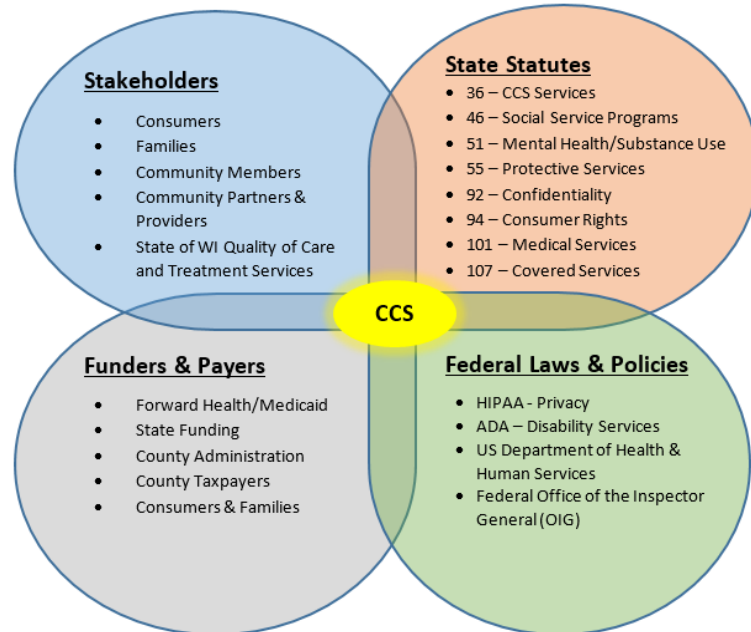 Stakeholders
• Consumers
• Families
• Community Members
• Community Partners &
Providers
• State of WI Quality of Care
and Treatment Services
State Statutes
• 36 – CCS Services
• 46 – Social Service Programs
• 51 – Mental Health/Substance Use
• 55 – Protective Services
• 92 – Confidentiality
• 94 – Consumer Rights
• 101 – Medical Services
• 107 – Covered Services
CCS
Funders & Payers
• Forward Health/Medicaid
• State Funding
• County Administration
• County Taxpayers
• Consumers & Families
Federal Laws & Policies
• HIPAA - Privacy
• ADA – Disability Services
• US Department of Health &
Human Services
• Federal Office of the Inspector
General (OIG)